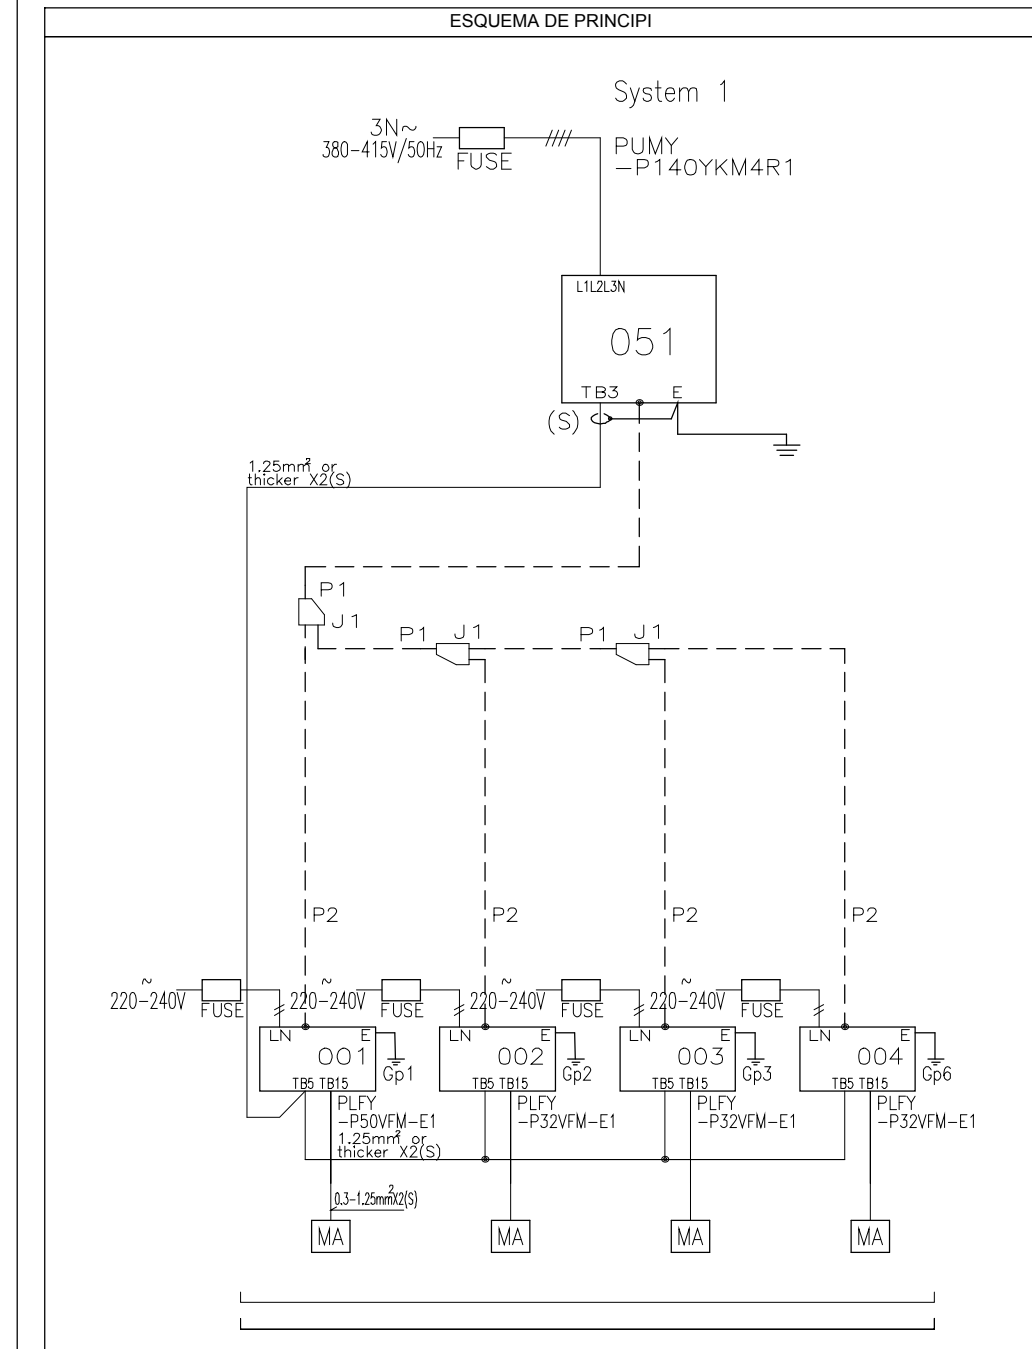 ESQUEMA DE PRINCIPI
System 1
3N~
380-415V/50Hz
FUSE
PUMY
-P140YKM4R1
L1L2L3N
051
TB3
E
(S)
1.25mm² or
thicker X2(S)
P1
J1
P1
J1
P1
J1
P2
P2
P2
P2
~
220-240V
FUSE
~
220-240V
FUSE
~
220-240V
FUSE
~
220-240V
FUSE
LN
E
001
Gp1
TB5 TB15
PLFY
-P50VFM-E1
LN
E
002
Gp2
TB5 TB15
PLFY
-P32VFM-E1
LN
E
003
Gp3
TB5 TB15
PLFY
-P32VFM-E1
LN
E
004
Gp6
TB5 TB15
PLFY
-P32VFM-E1
1.25mm² or
thicker X2(S)
0.3-1.25mm²X2(S)
MA
MA
MA
MA